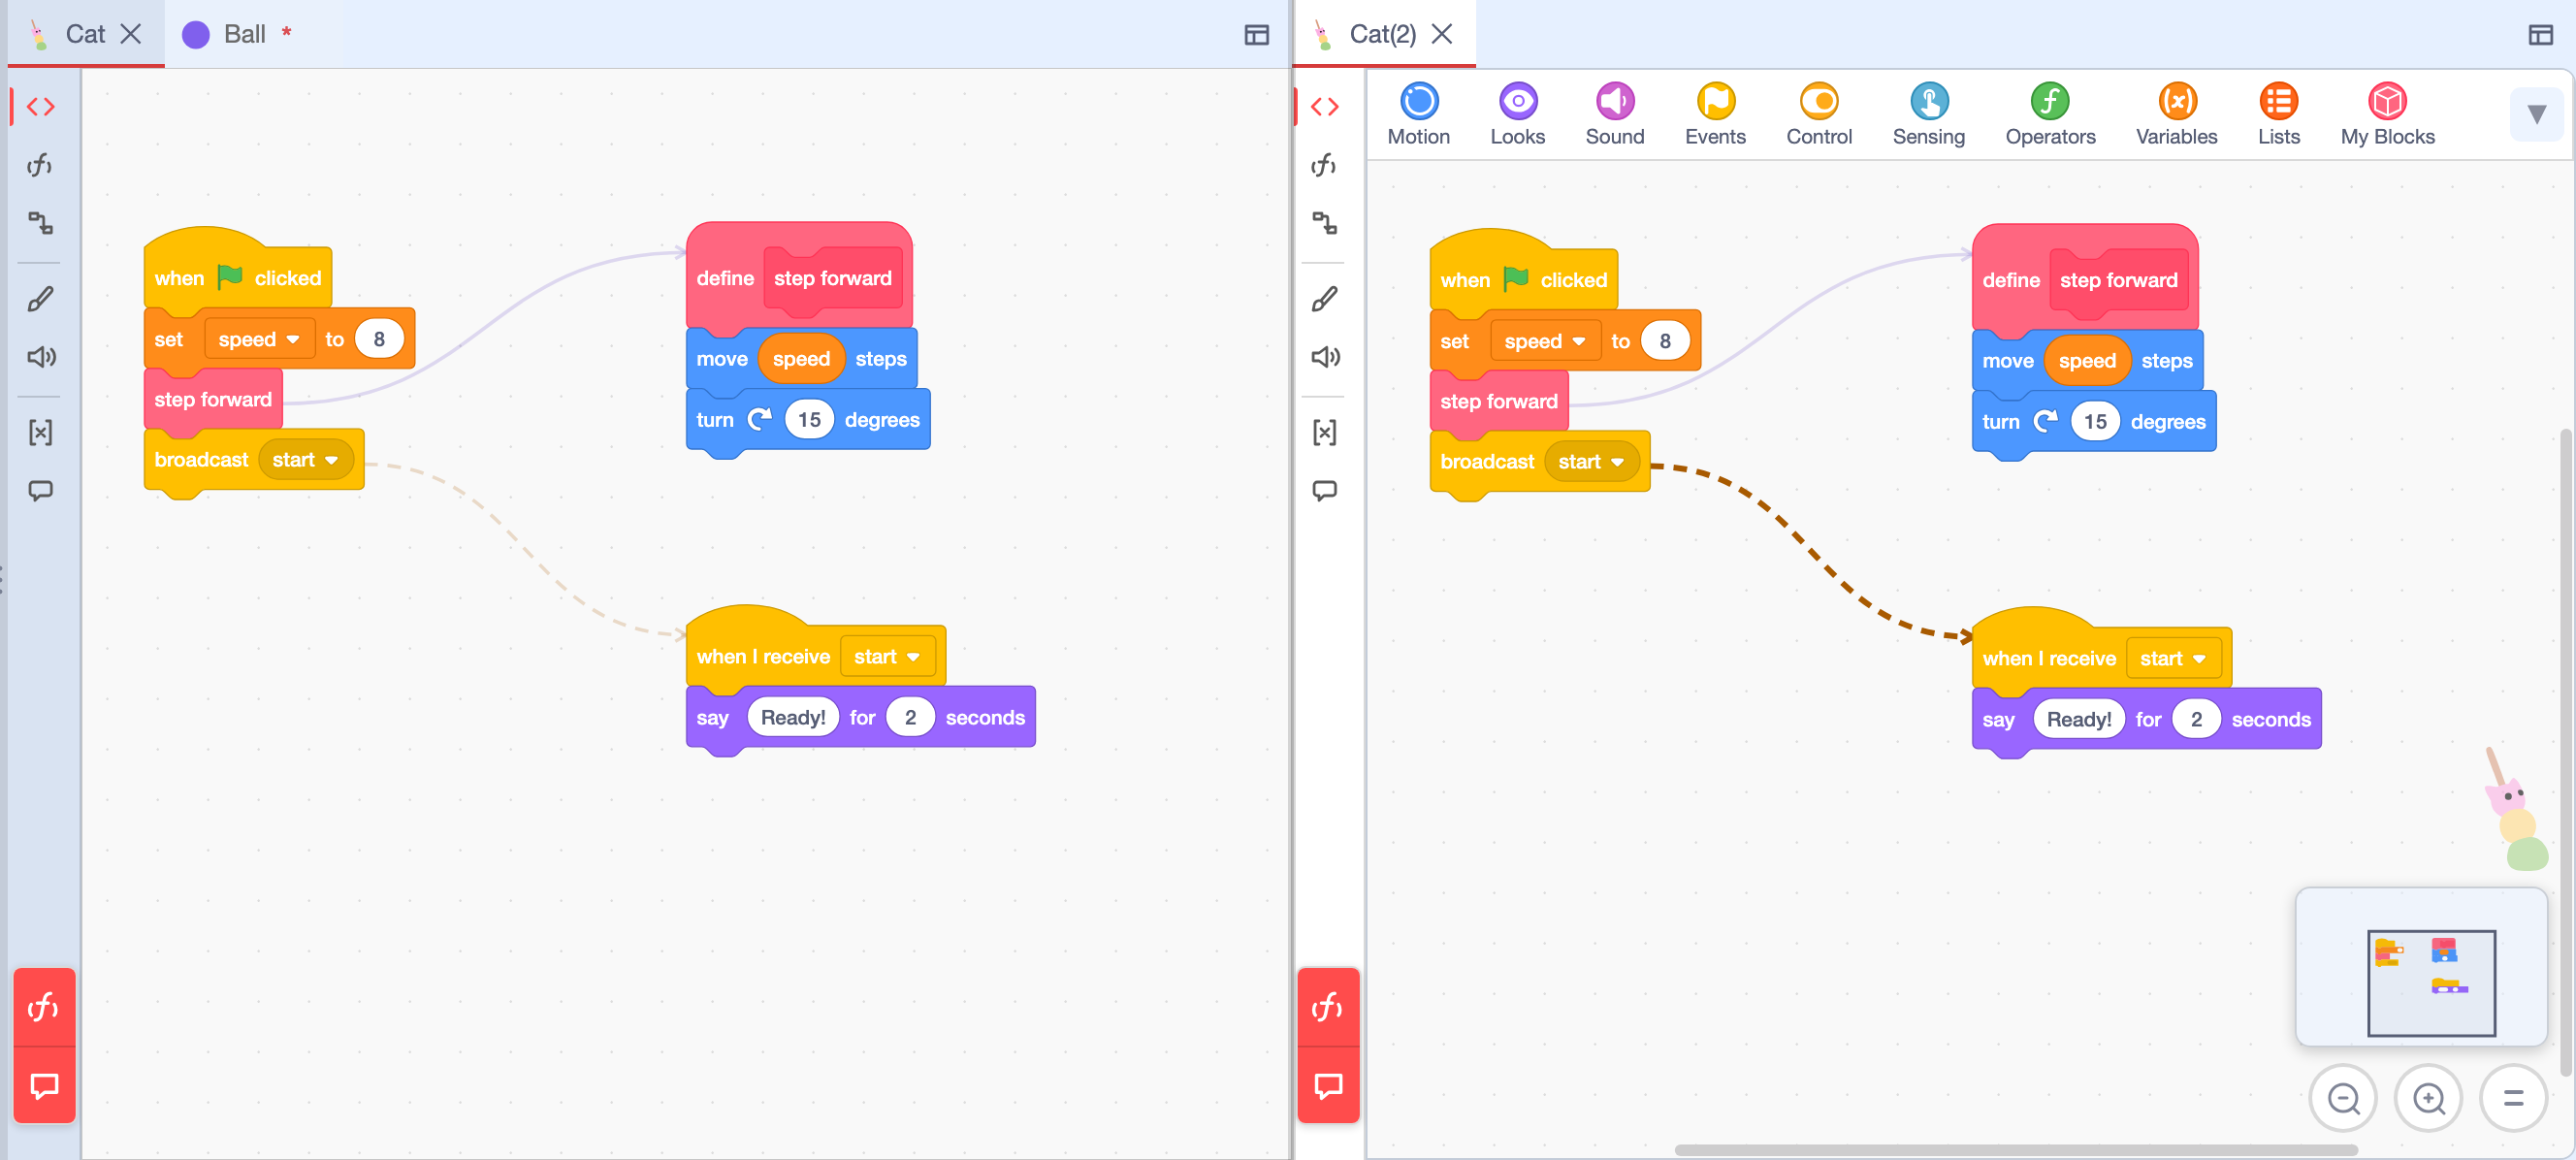 Cat
Ball *
Cat(2)
Motion Looks Sound Events Control Sensing Operators Variables Lists My Blocks
when clicked
set speed to 8
step forward
broadcast start
define step forward
move speed steps
turn 15 degrees
when I receive start
say Ready! for 2 seconds
when clicked
set speed to 8
step forward
broadcast start
define step forward
move speed steps
turn 15 degrees
when I receive start
say Ready! for 2 seconds